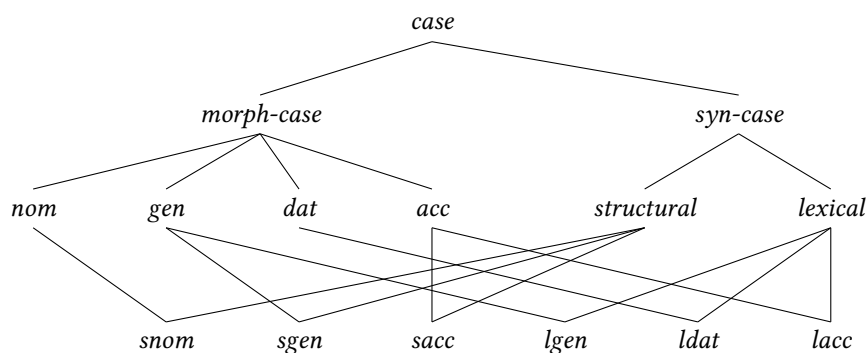 case
morph-case syn-case
nom gen dat acc structural lexical
snom sgen sacc lgen ldat lacc